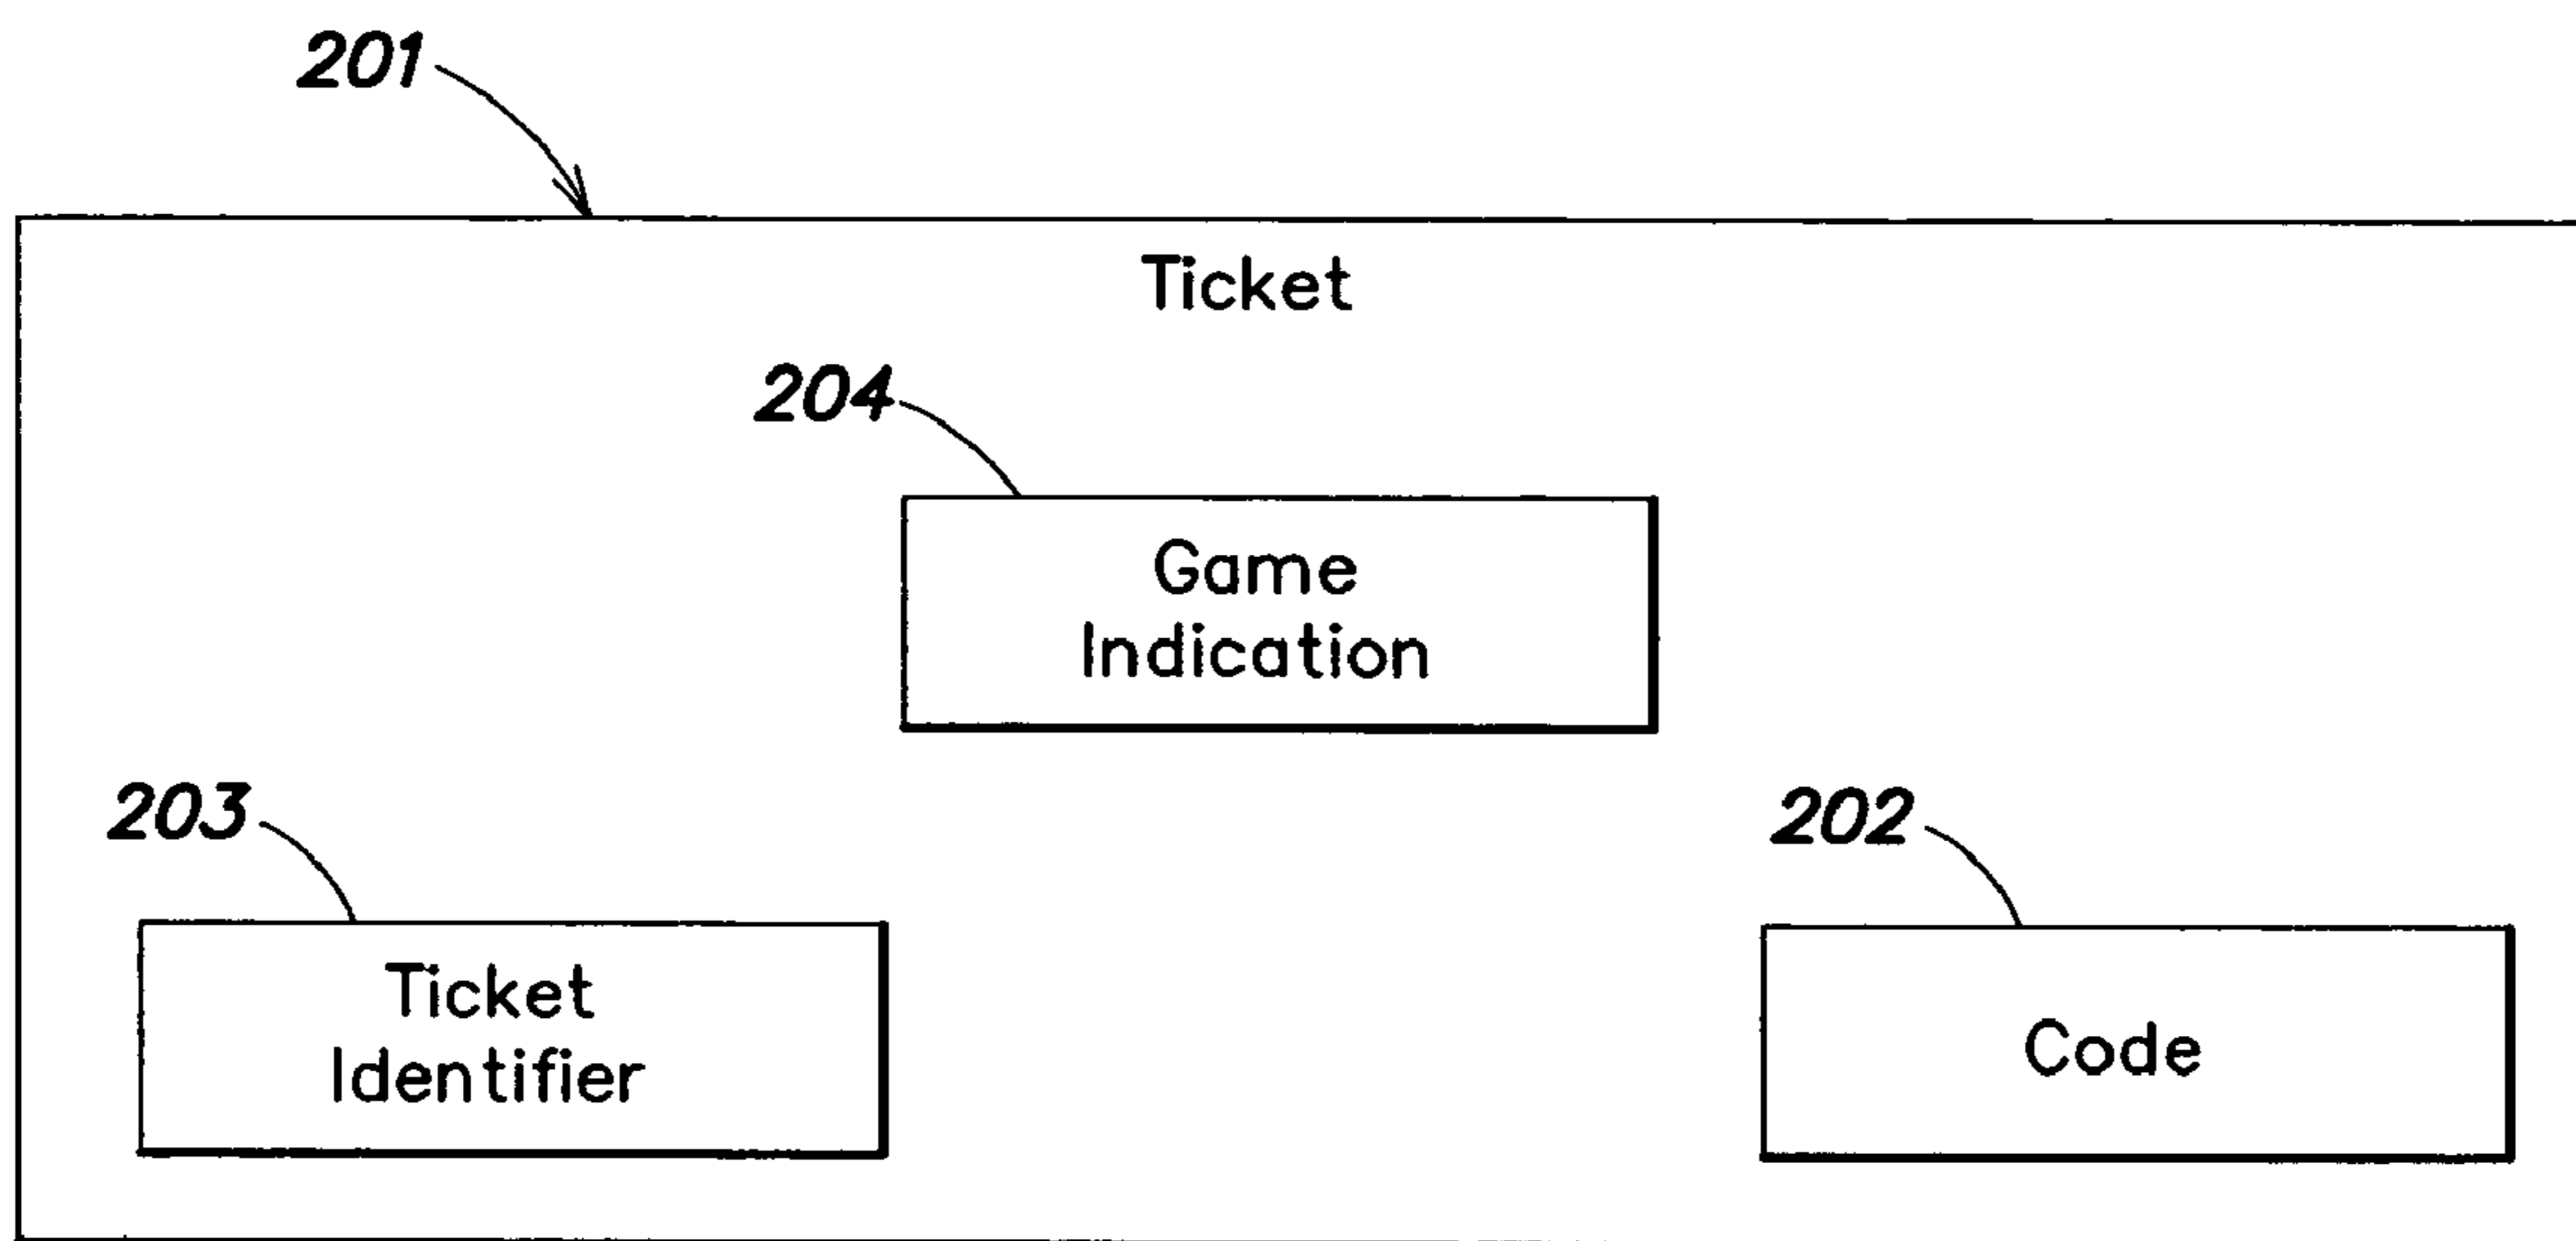 201
Ticket
204
Game
Indication
203
202
Ticket
Identifier
Code